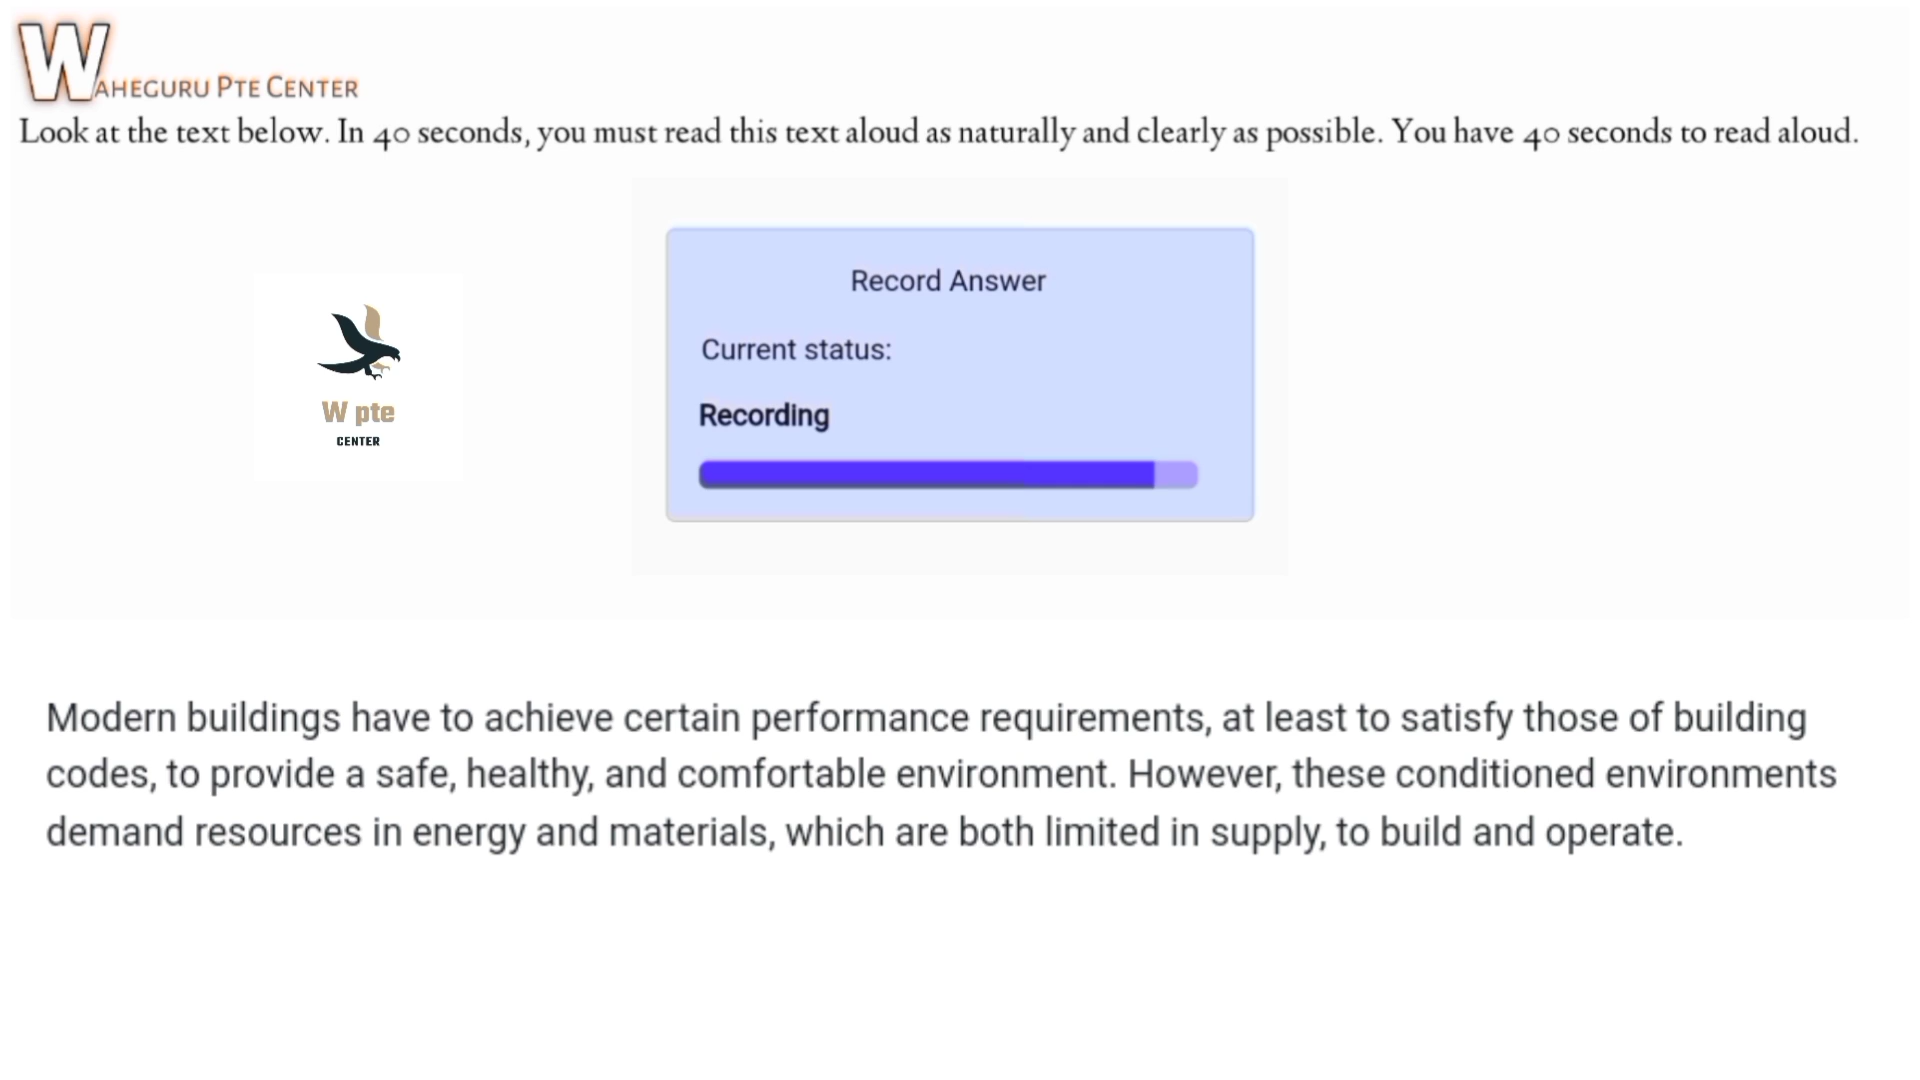 WAHEGURU PTE CENTER
Look at the text below. In 40 seconds, you must read this text aloud as naturally and clearly as possible. You have 40 seconds to read aloud.
Record Answer
Current status:
Recording
W pte
CENTER
Modern buildings have to achieve certain performance requirements, at least to satisfy those of building
codes, to provide a safe, healthy, and comfortable environment. However, these conditioned environments
demand resources in energy and materials, which are both limited in supply, to build and operate.